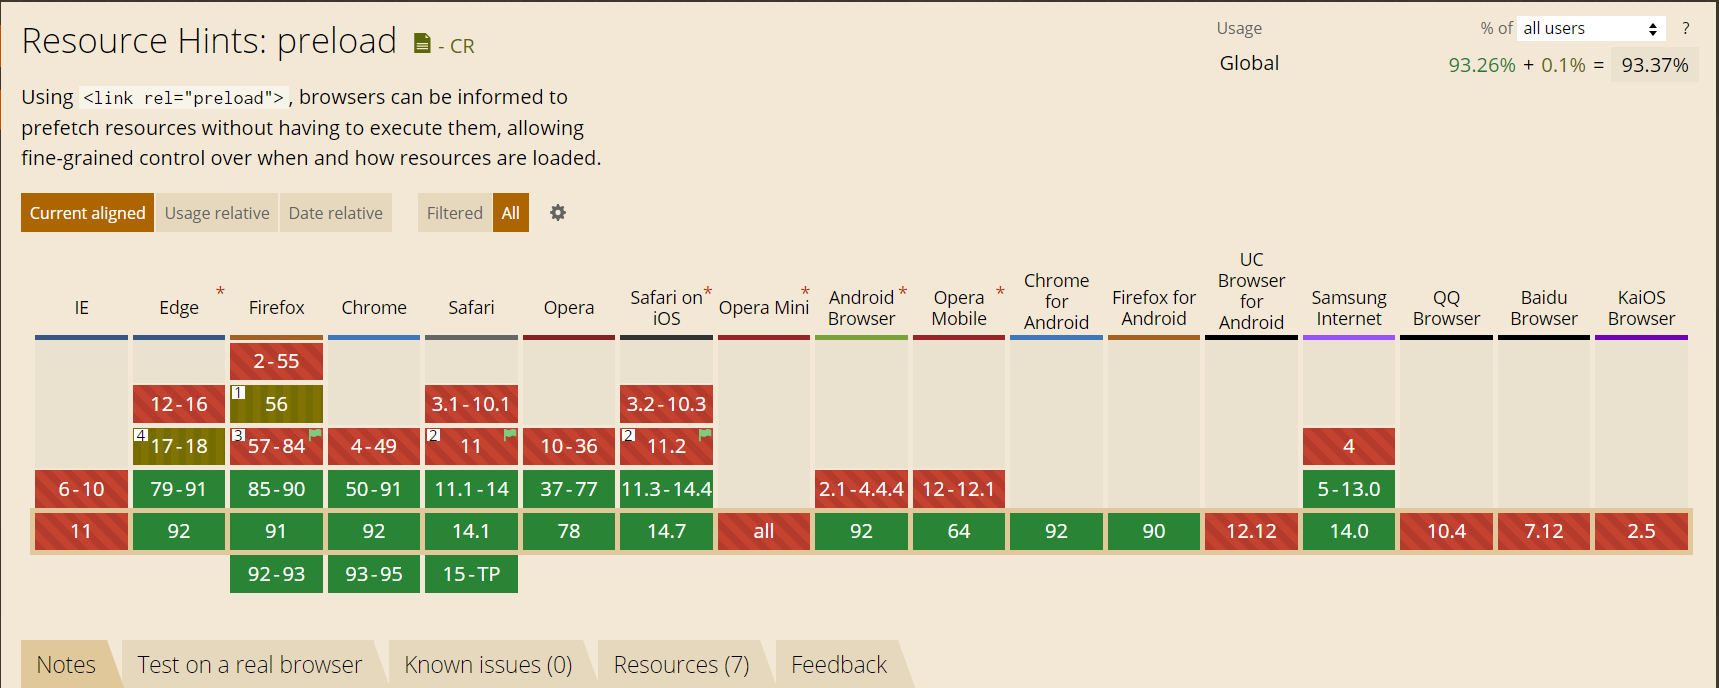 Resource Hints: preload - CR
Usage % of all users ?
Global 93.26% + 0.1% = 93.37%
Using <link rel="preload">, browsers can be informed to
prefetch resources without having to execute them, allowing
fine-grained control over when and how resources are loaded.
Current aligned Usage relative Date relative Filtered All
IE Edge * Firefox Chrome Safari Opera Safari on iOS * Opera Mini * Android Browser * Opera Mobile * Chrome for Android Firefox for Android UC Browser for Android Samsung Internet QQ Browser Baidu Browser KaiOS Browser
2-55
12-16 1 56 3.1-10.1 3.2-10.3
4 17-18 3 57-84 4-49 2 11 10-36 2 11.2 4
6-10 79-91 85-90 50-91 11.1-14 37-77 11.3-14.4 2.1-4.4.4 12-12.1 5-13.0
11 92 91 92 14.1 78 14.7 all 92 64 92 90 12.12 14.0 10.4 7.12 2.5
92-93 93-95 15-TP
Notes Test on a real browser Known issues (0) Resources (7) Feedback